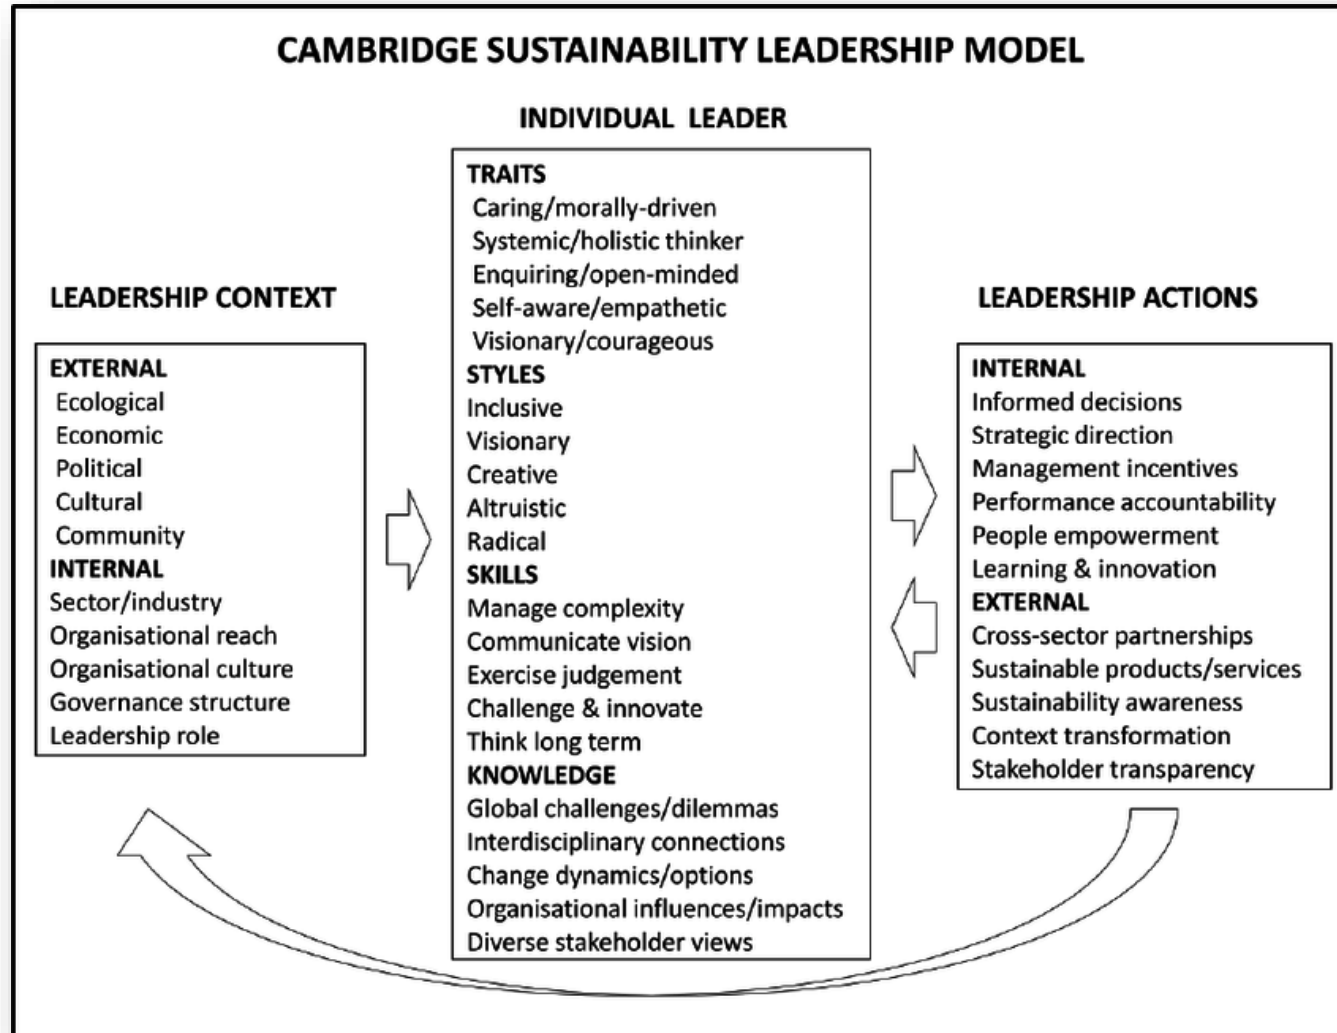 CAMBRIDGE SUSTAINABILITY LEADERSHIP MODEL
INDIVIDUAL LEADER
TRAITS
Caring/morally-driven
Systemic/holistic thinker
Enquiring/open-minded
Self-aware/empathetic
Visionary/courageous
STYLES
Inclusive
Visionary
Creative
Altruistic
Radical
SKILLS
Manage complexity
Communicate vision
Exercise judgement
Challenge & innovate
Think long term
KNOWLEDGE
Global challenges/dilemmas
Interdisciplinary connections
Change dynamics/options
Organisational influences/impacts
Diverse stakeholder views
LEADERSHIP CONTEXT
EXTERNAL
Ecological
Economic
Political
Cultural
Community
INTERNAL
Sector/industry
Organisational reach
Organisational culture
Governance structure
Leadership role
LEADERSHIP ACTIONS
INTERNAL
Informed decisions
Strategic direction
Management incentives
Performance accountability
People empowerment
Learning & innovation
EXTERNAL
Cross-sector partnerships
Sustainable products/services
Sustainability awareness
Context transformation
Stakeholder transparency